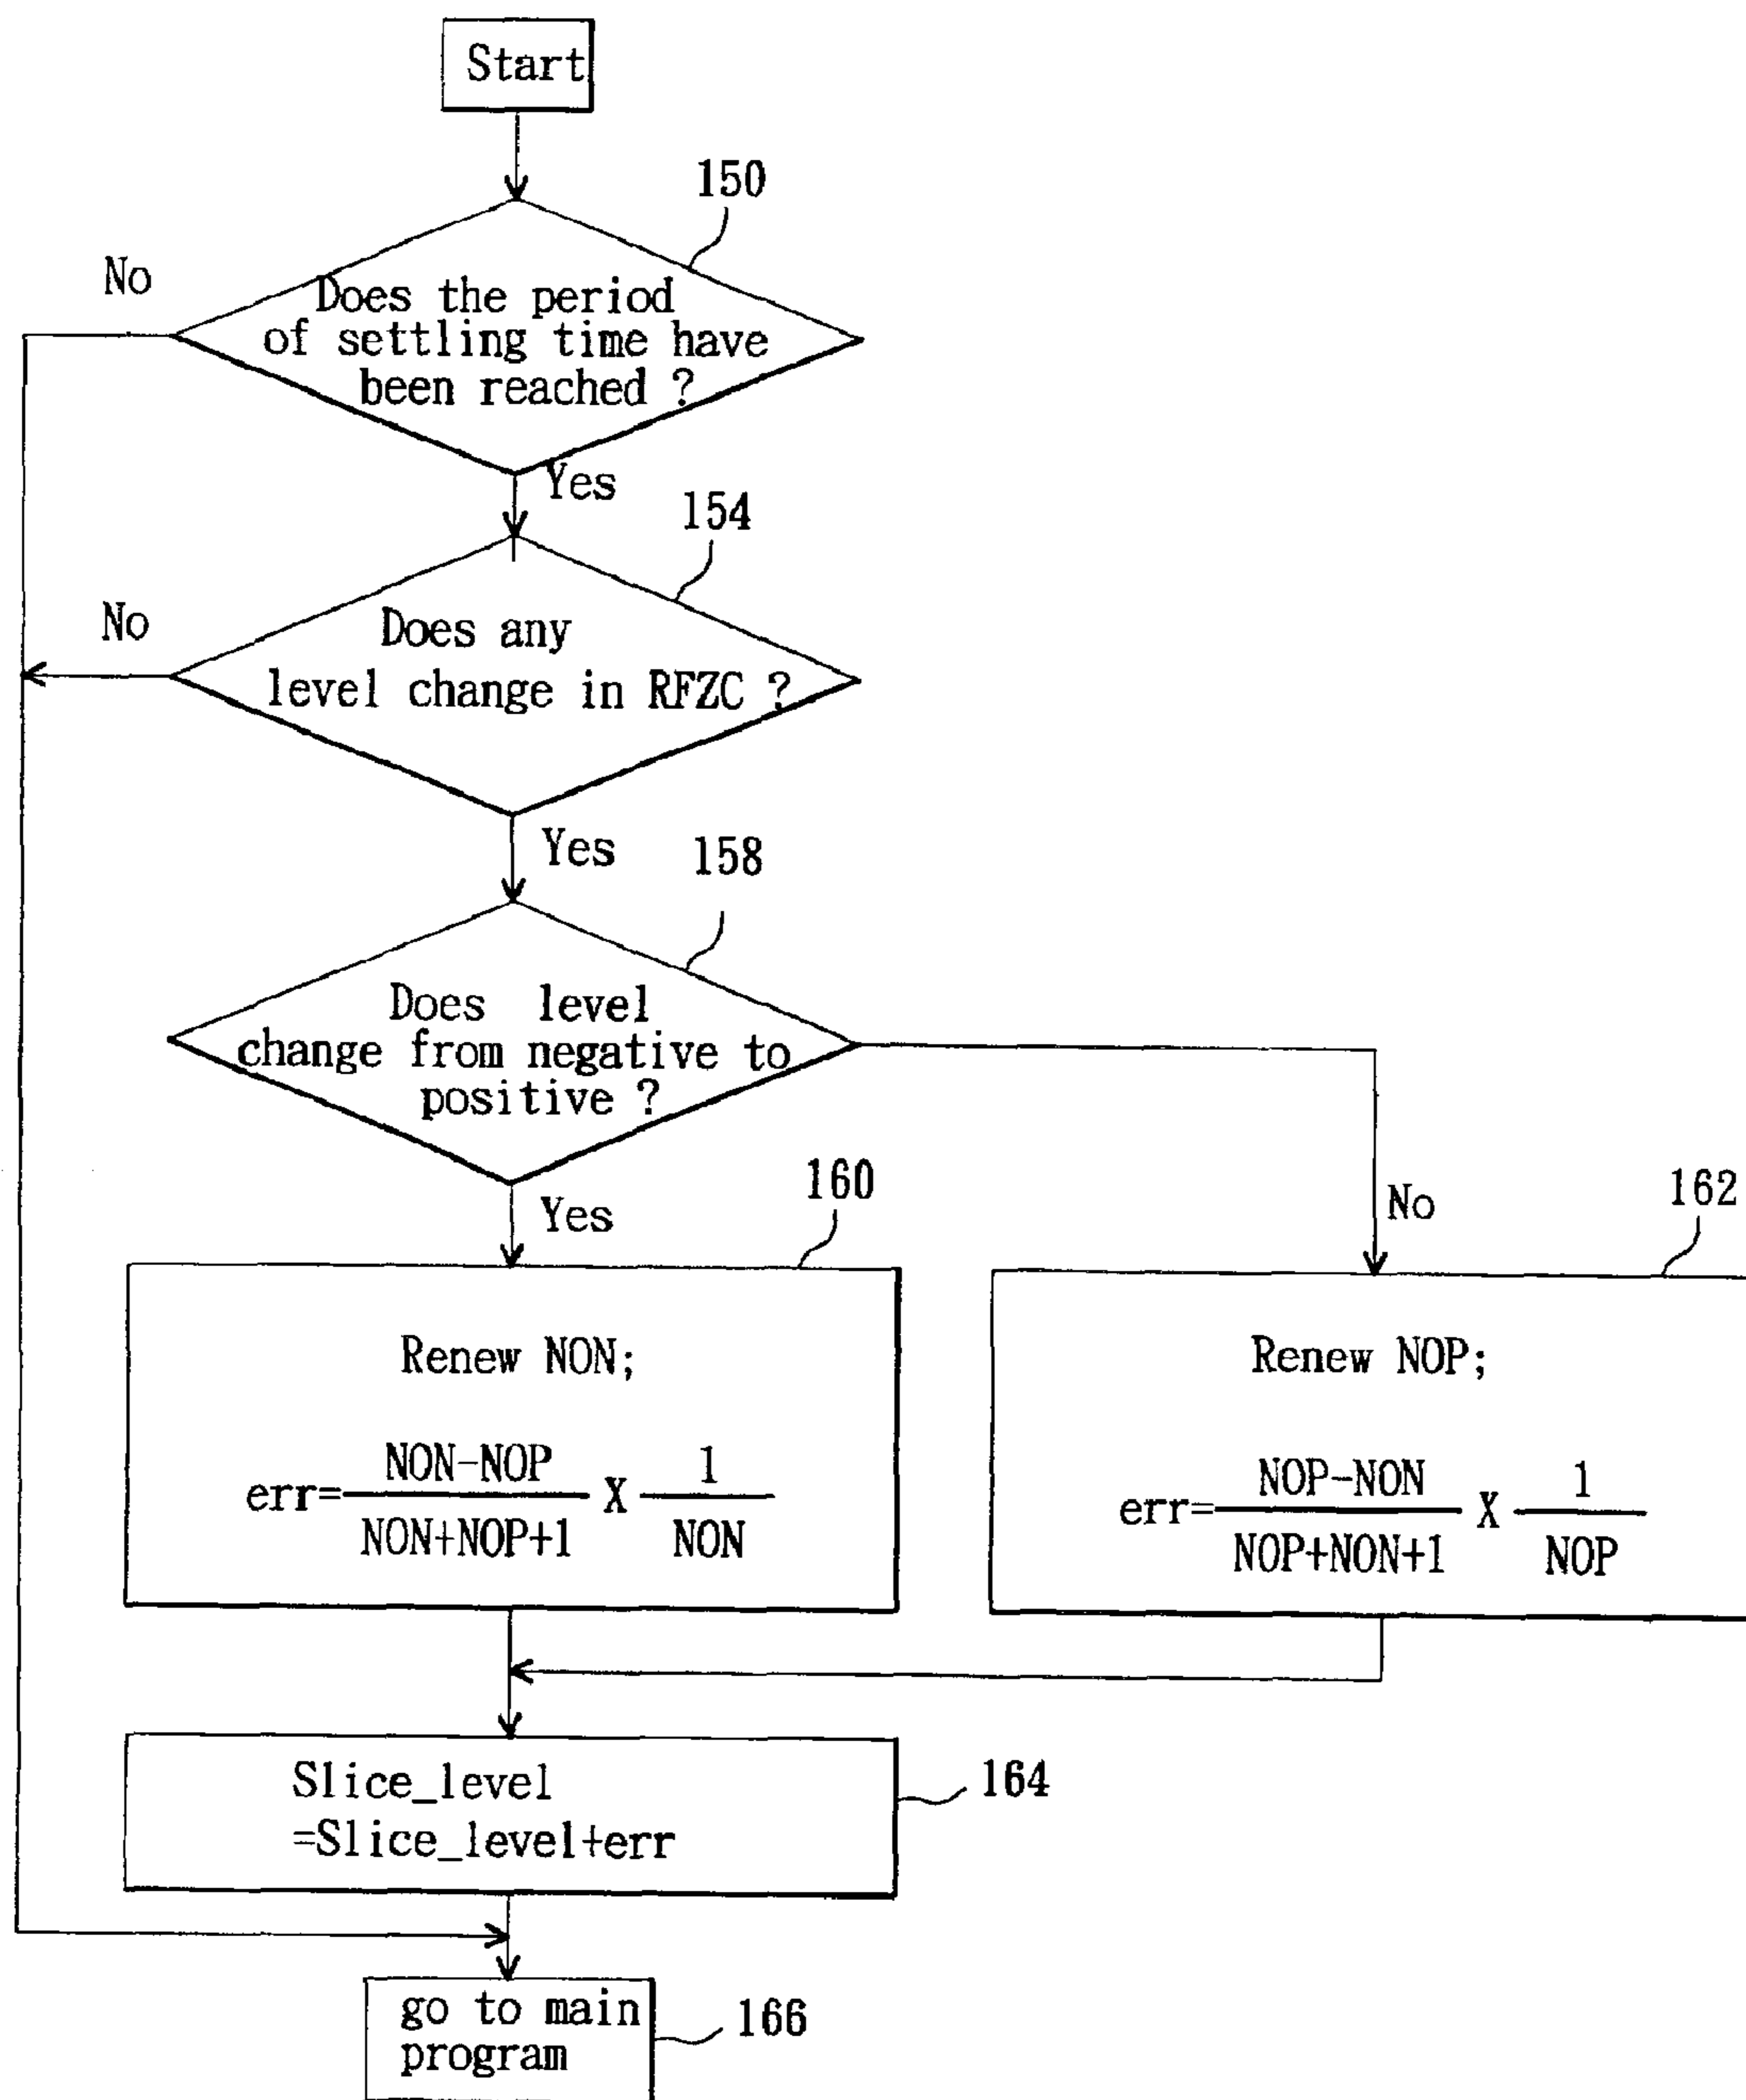 Start
150
No
Does the period
of settling time have
been reached ?
Yes
154
No
Does any
level change in RFZC ?
Yes
158
Does level
change from negative to
positive ?
Yes
160
No
162
Renew NON;
err= NON-NOP / NON+NOP+1 X 1 / NON
Renew NOP;
err= NOP-NON / NOP+NON+1 X 1 / NOP
Slice_level
=Slice_level+err
164
go to main
program
166